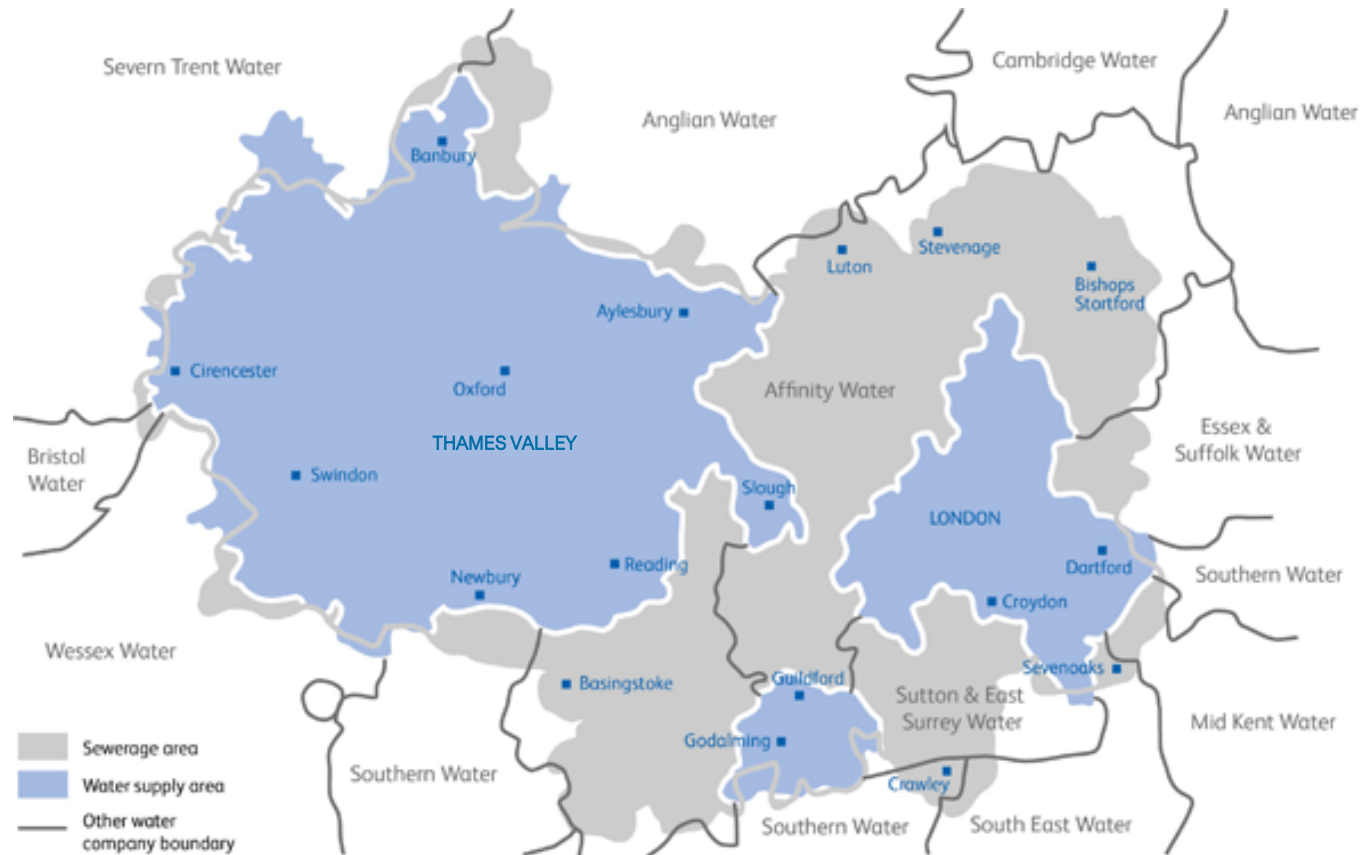 Severn Trent Water
Cambridge Water
Anglian Water
Anglian Water
Banbury
Stevenage
Luton
Bishops
Stortford
Aylesbury
Cirencester
Oxford
Affinity Water
THAMES VALLEY
Essex &
Suffolk Water
Bristol
Water
Swindon
Slough
LONDON
Reading
Dartford
Newbury
Southern Water
Croydon
Wessex Water
Sevenoaks
Guildford
Basingstoke
Sutton & East
Surrey Water
Mid Kent Water
Godalming
Sewerage area
Southern Water
Water supply area
Crawley
Other water
company boundary
Southern Water
South East Water